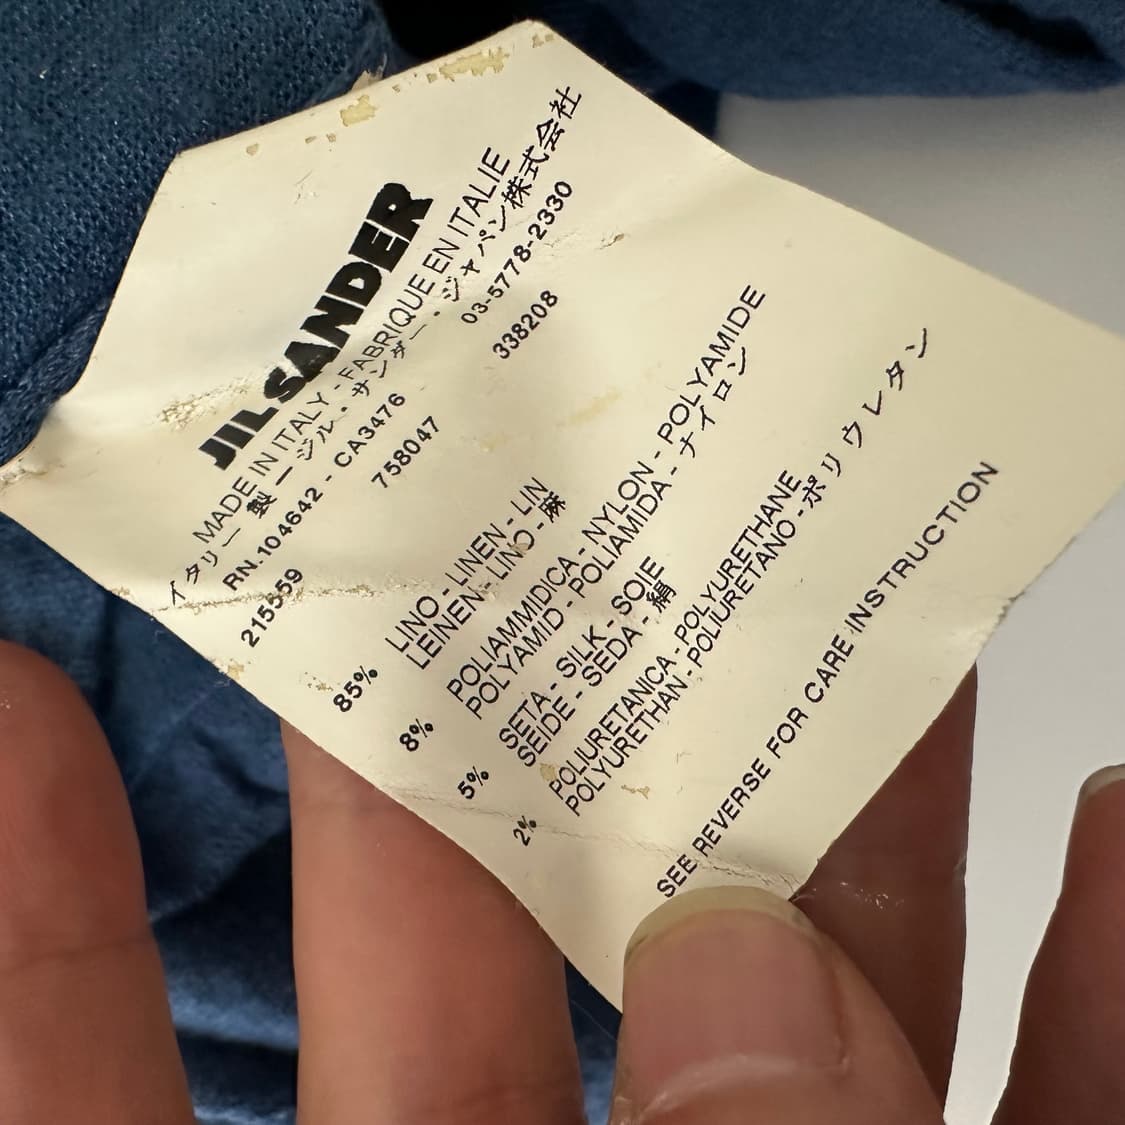 JIL SANDER
MADE IN ITALY - FABRIQUE EN ITALIE
イタリー製 - ジル・サンダー・ジャパン株式会社
RN.104642 - CA3476 03-5778-2330
215559 758047 338208
85% LINO - LINEN - LIN
LEINEN - LINO - 麻
8% POLIAMMIDICA - NYLON - POLYAMIDE
POLYAMID - POLIAMIDA - ナイロン
5% SETA - SILK - SOIE
SEIDE - SEDA - 絹
2% POLIURETANICA - POLYURETHANE
POLYURETHAN - POLIURETANO - ポリウレタン
SEE REVERSE FOR CARE INSTRUCTION